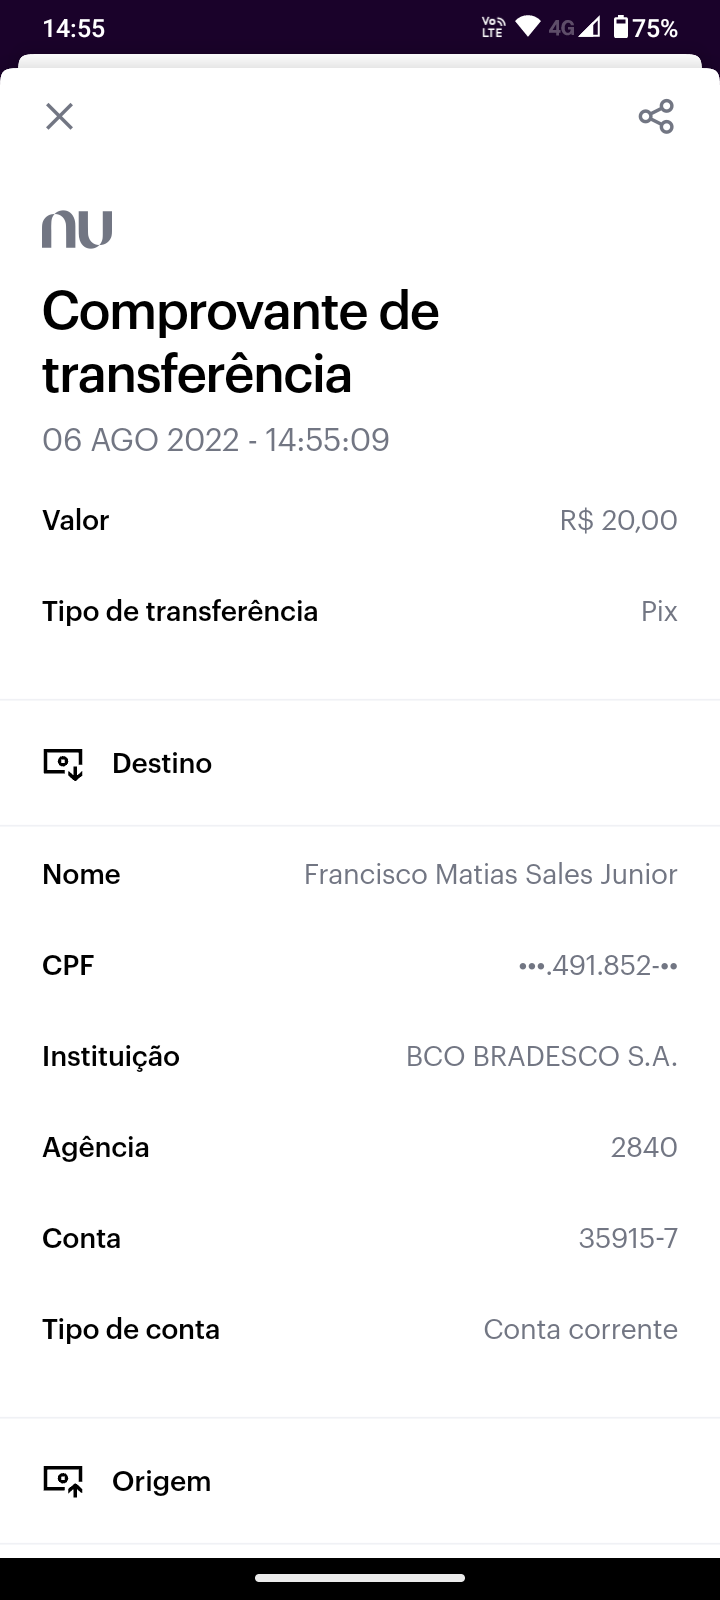 14:55
Vo LTE 4G 75%
nu
Comprovante de
transferência
06 AGO 2022 - 14:55:09
Valor R$ 20,00
Tipo de transferência Pix
Destino
Nome Francisco Matias Sales Junior
CPF •••.491.852-••
Instituição BCO BRADESCO S.A.
Agência 2840
Conta 35915-7
Tipo de conta Conta corrente
Origem